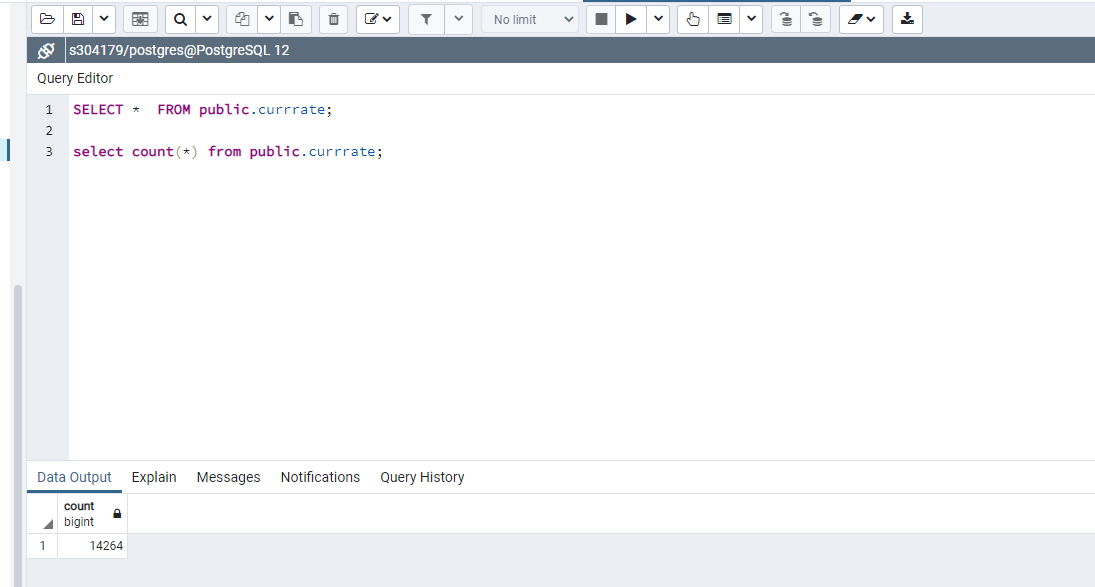 No limit
s304179/postgres@PostgreSQL 12
Query Editor
1 SELECT * FROM public.currrate;
2
3 select count(*) from public.currrate;
Data Output Explain Messages Notifications Query History
count
bigint
1 14264